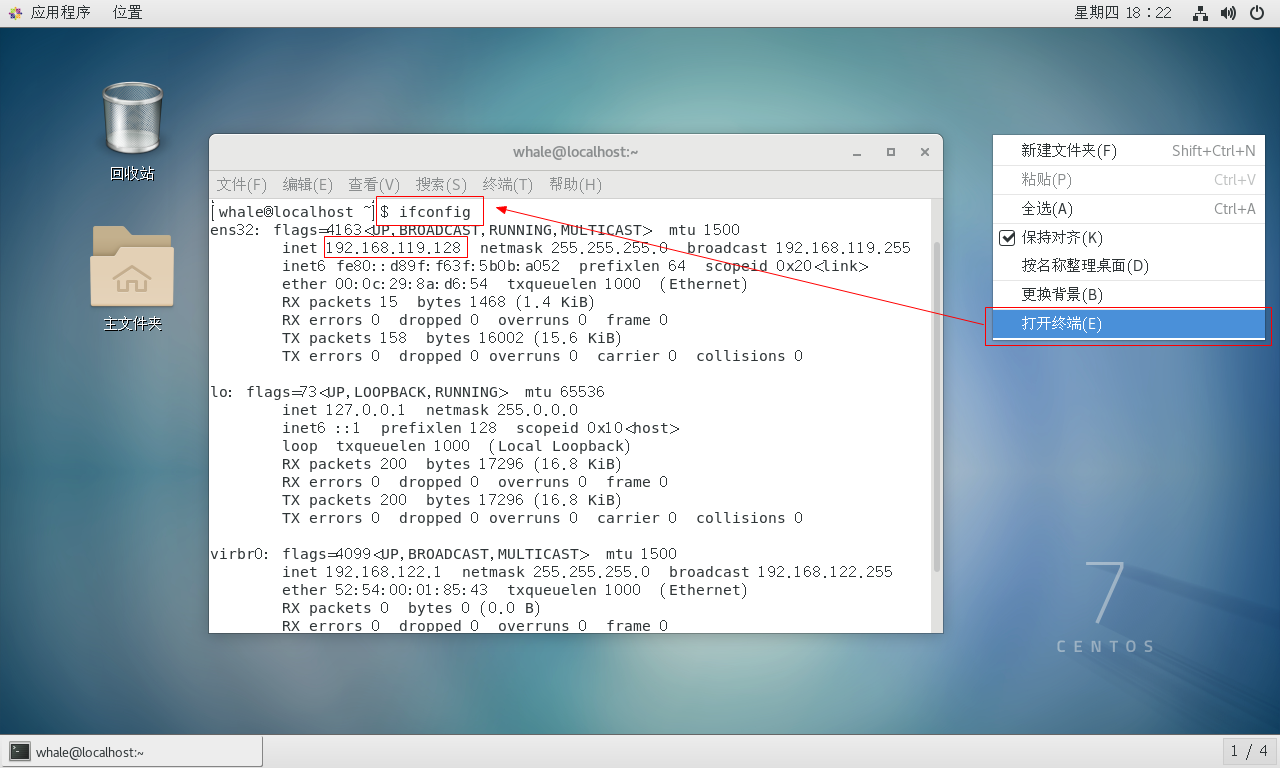 应用程序 位置 星期四 18：22
回收站
主文件夹
whale@localhost:~
文件(F) 编辑(E) 查看(V) 搜索(S) 终端(T) 帮助(H)
[whale@localhost ~]$ ifconfig
ens32: flags=4163<UP,BROADCAST,RUNNING,MULTICAST>  mtu 1500
inet 192.168.119.128  netmask 255.255.255.0  broadcast 192.168.119.255
inet6 fe80::d89f:f63f:5b0b:a052  prefixlen 64  scopeid 0x20<link>
ether 00:0c:29:8a:d6:54  txqueuelen 1000  (Ethernet)
RX packets 15  bytes 1468 (1.4 KiB)
RX errors 0  dropped 0  overruns 0  frame 0
TX packets 158  bytes 16002 (15.6 KiB)
TX errors 0  dropped 0 overruns 0  carrier 0  collisions 0
lo: flags=73<UP,LOOPBACK,RUNNING>  mtu 65536
inet 127.0.0.1  netmask 255.0.0.0
inet6 ::1  prefixlen 128  scopeid 0x10<host>
loop  txqueuelen 1000  (Local Loopback)
RX packets 200  bytes 17296 (16.8 KiB)
RX errors 0  dropped 0  overruns 0  frame 0
TX packets 200  bytes 17296 (16.8 KiB)
TX errors 0  dropped 0 overruns 0  carrier 0  collisions 0
virbr0: flags=4099<UP,BROADCAST,MULTICAST>  mtu 1500
inet 192.168.122.1  netmask 255.255.255.0  broadcast 192.168.122.255
ether 52:54:00:01:85:43  txqueuelen 1000  (Ethernet)
RX packets 0  bytes 0 (0.0 B)
RX errors 0  dropped 0  overruns 0  frame 0
新建文件夹(F) Shift+Ctrl+N
粘贴(P) Ctrl+V
全选(A) Ctrl+A
保持对齐(K)
按名称整理桌面(D)
更换背景(B)
打开终端(E)
7
CENTOS
whale@localhost:~ 1 / 4